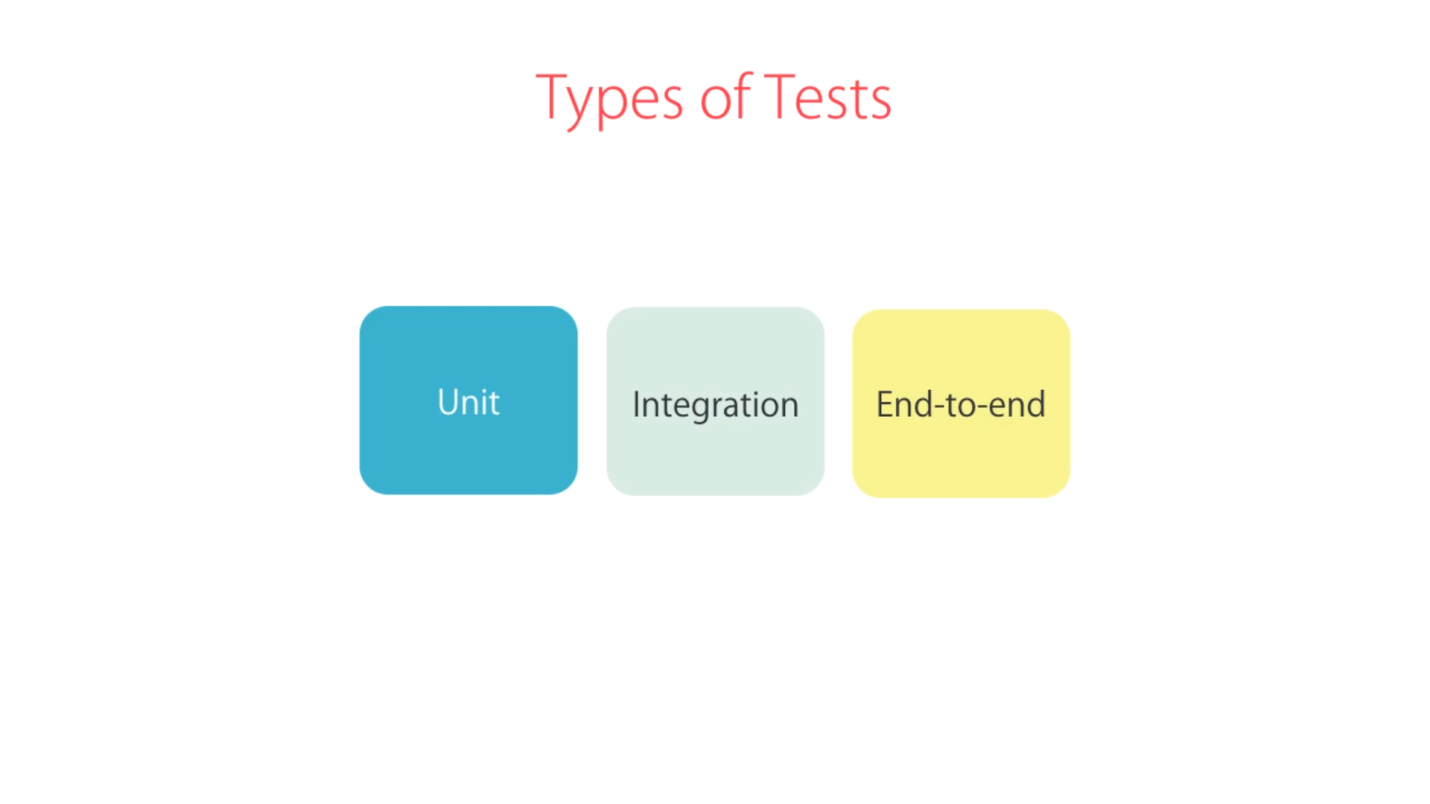 Types of Tests
Unit
Integration
End-to-end